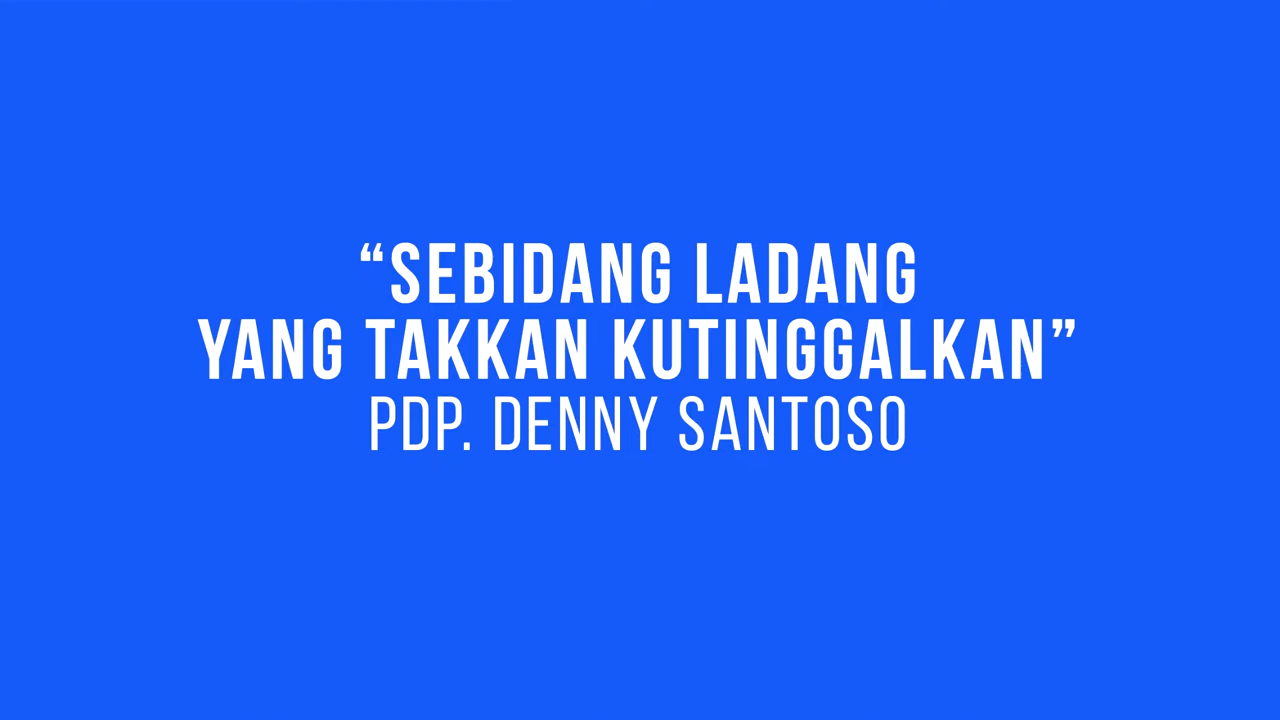 “SEBIDANG LADANG
YANG TAKKAN KUTINGGALKAN”
PDP. DENNY SANTOSO